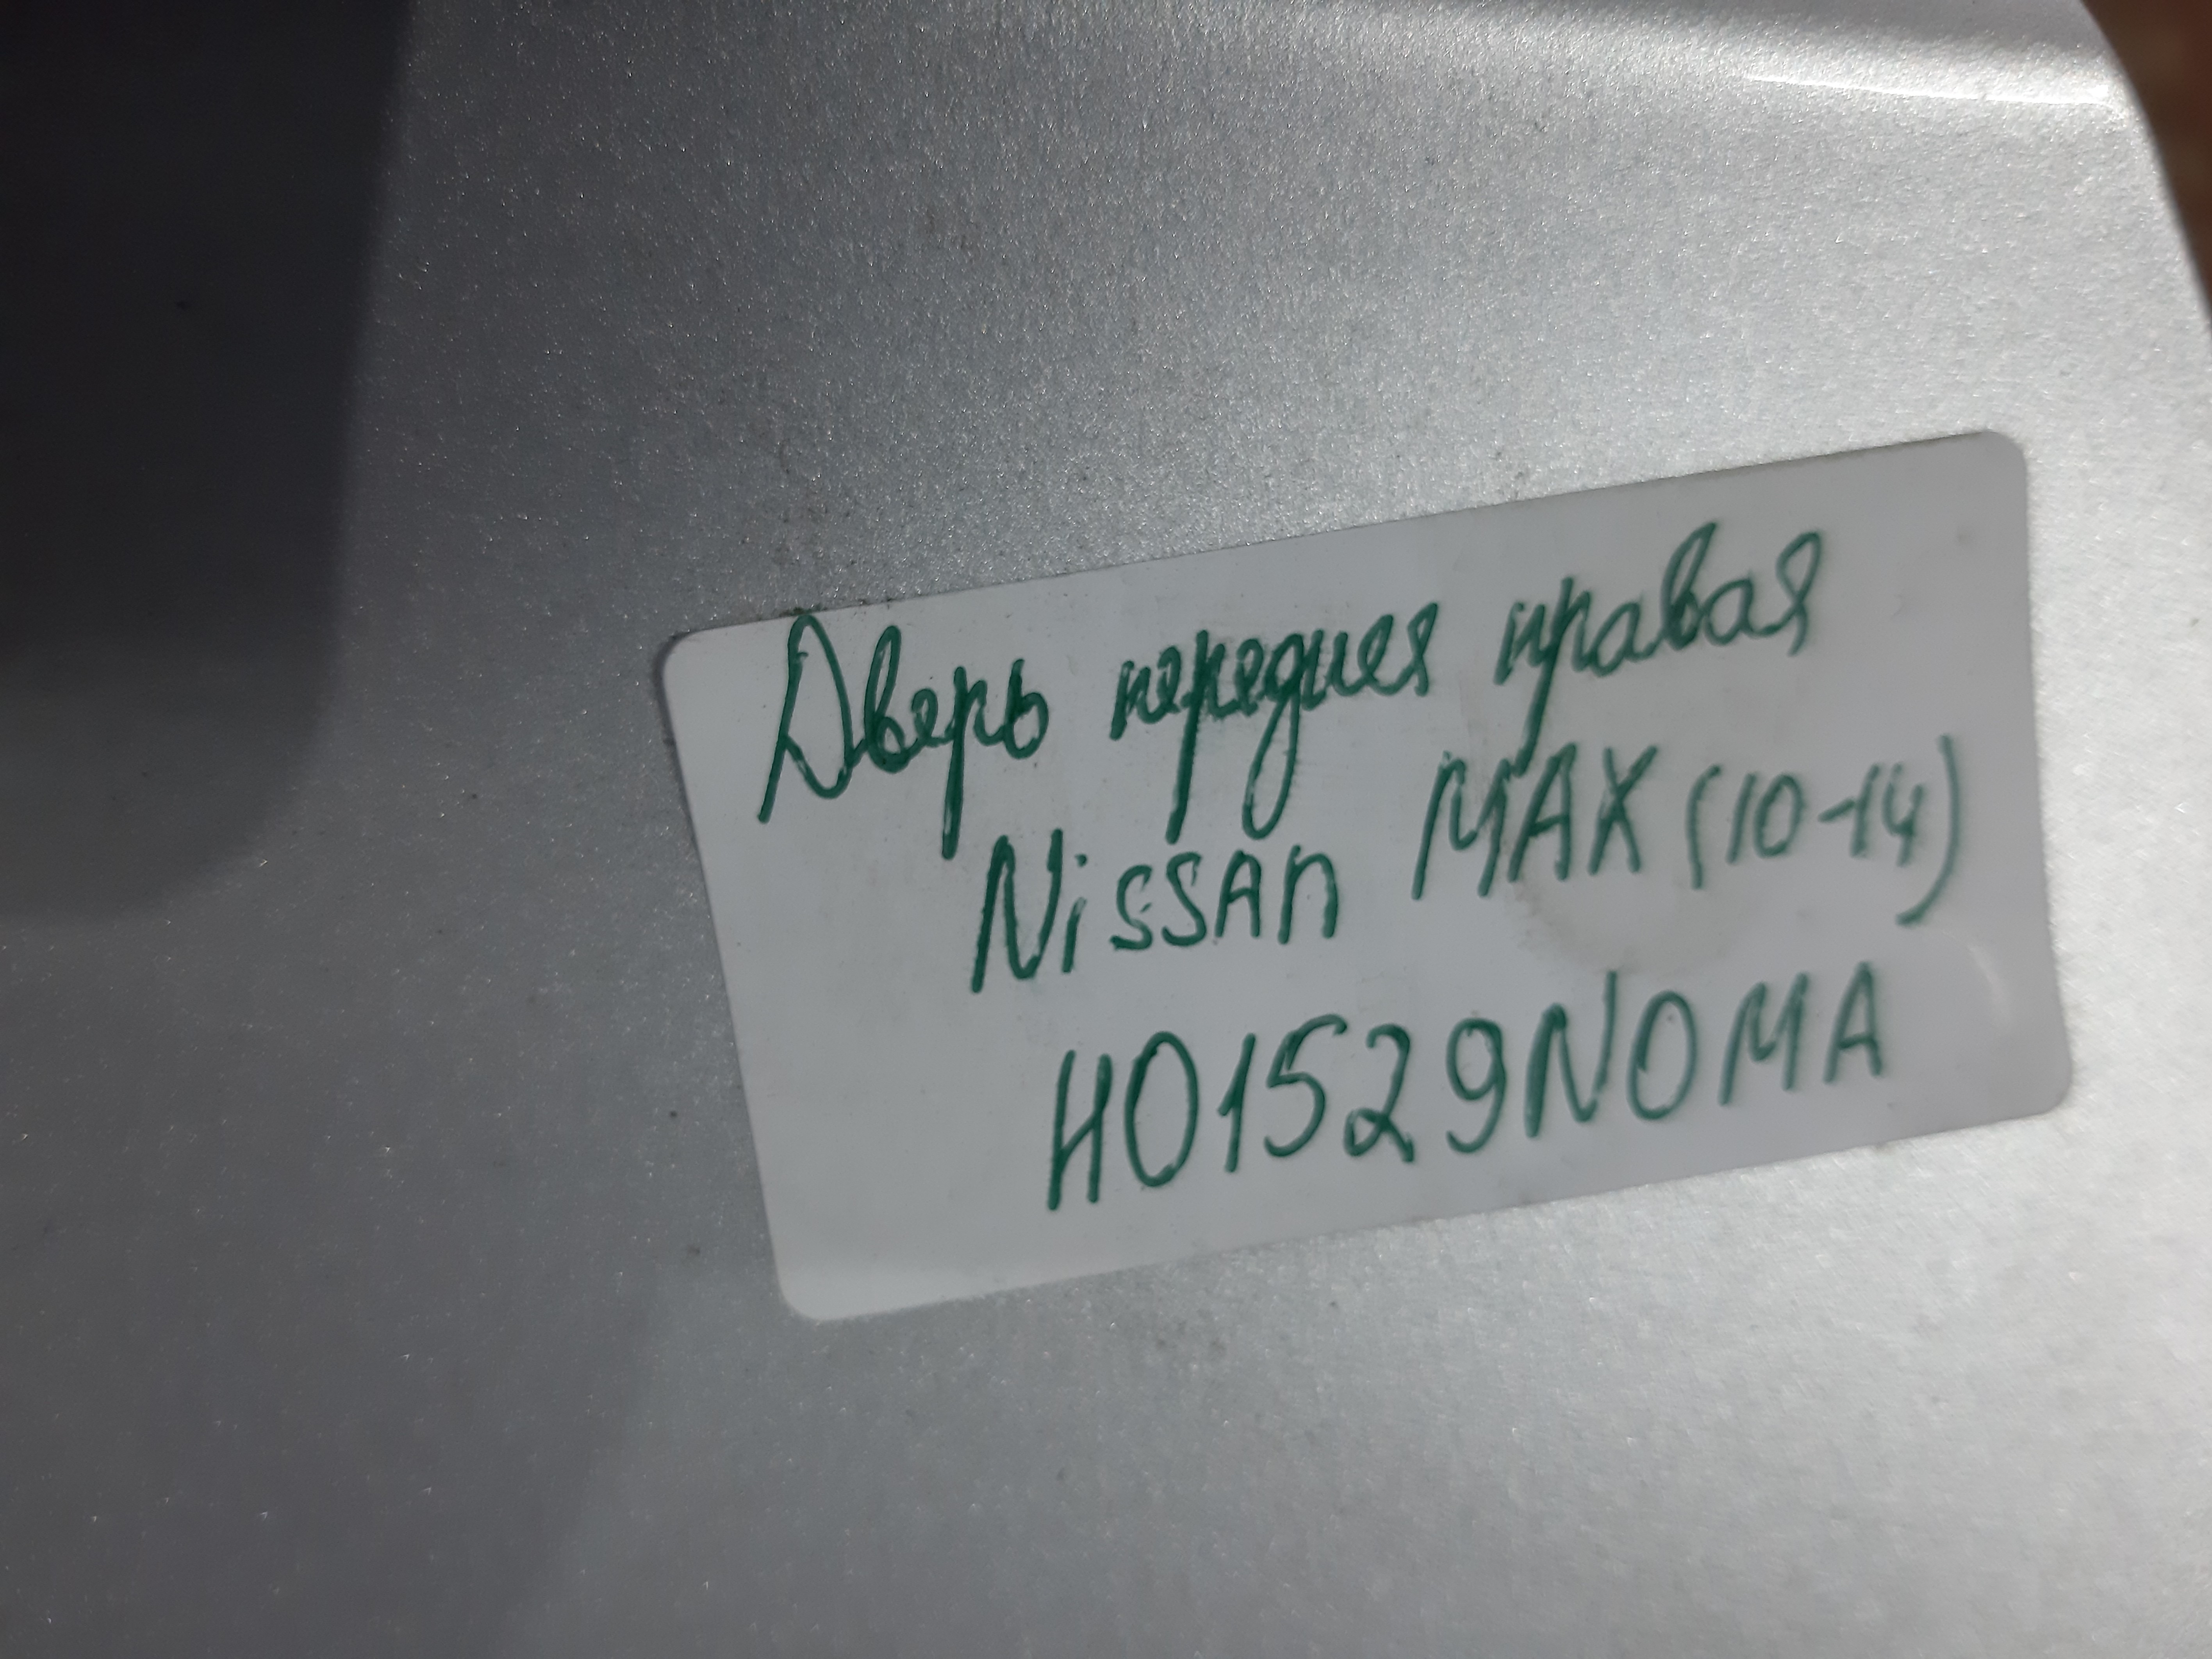 Дверь передняя правая
NissAn MAX (10-14)
H01529N0MA